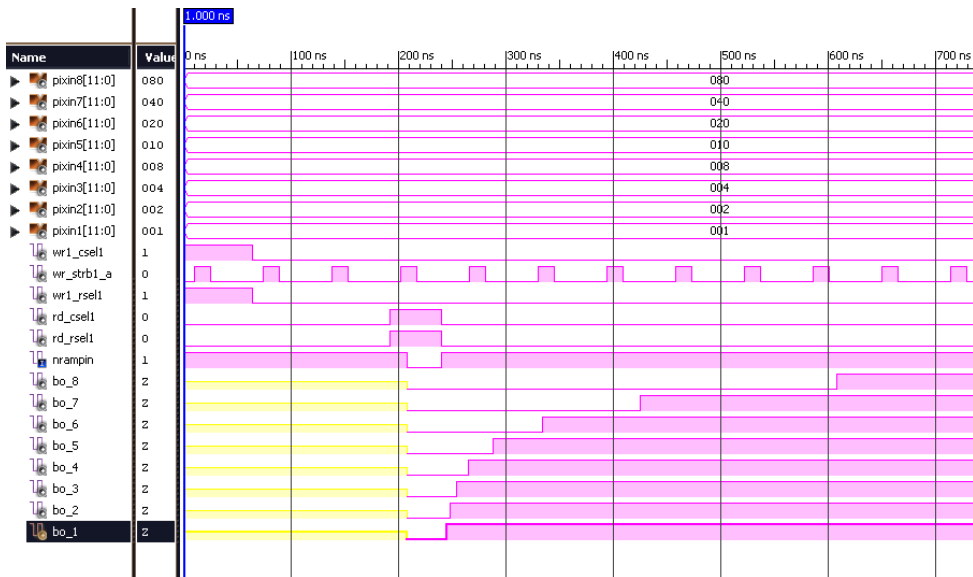 1.000 ns
Name Value 0 ns 100 ns 200 ns 300 ns 400 ns 500 ns 600 ns 700 ns
pixin8[11:0] 080 080
pixin7[11:0] 040 040
pixin6[11:0] 020 020
pixin5[11:0] 010 010
pixin4[11:0] 008 008
pixin3[11:0] 004 004
pixin2[11:0] 002 002
pixin1[11:0] 001 001
wr1_csel1 1
wr_strb1_a 0
wr1_rsel1 1
rd_csel1 0
rd_rsel1 0
nrampin 1
bo_8 Z
bo_7 Z
bo_6 Z
bo_5 Z
bo_4 Z
bo_3 Z
bo_2 Z
bo_1 Z